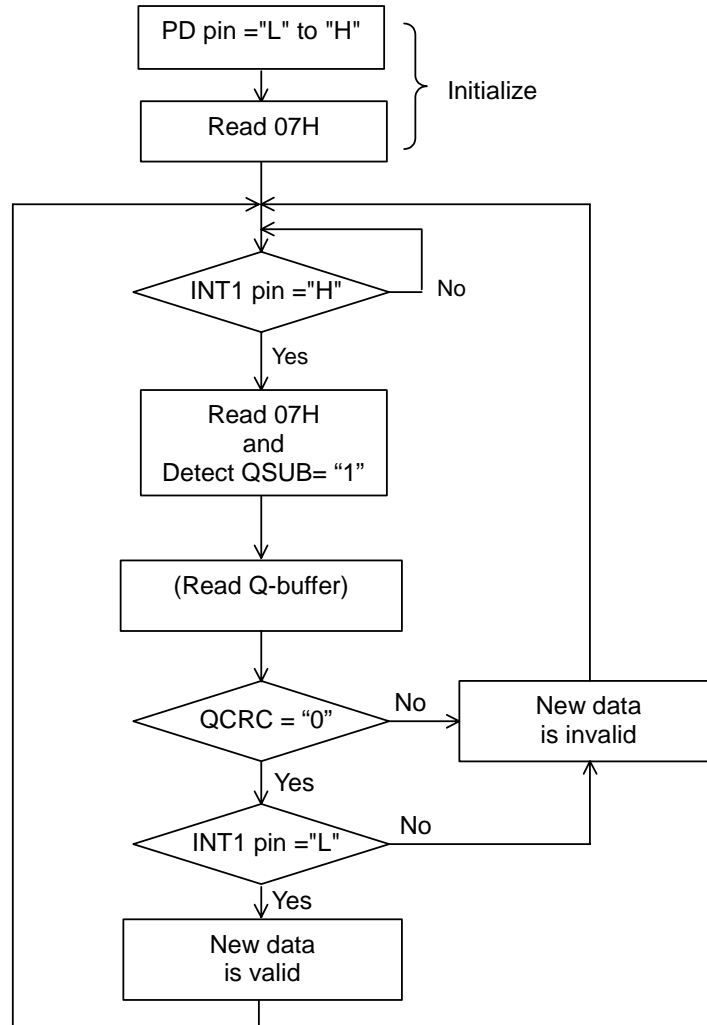 PD pin ="L" to "H"
Initialize
Read 07H
INT1 pin ="H"
No
Yes
Read 07H
and
Detect QSUB= “1”
(Read Q-buffer)
QCRC = “0”
No
New data
is invalid
Yes
INT1 pin ="L"
No
Yes
New data
is valid